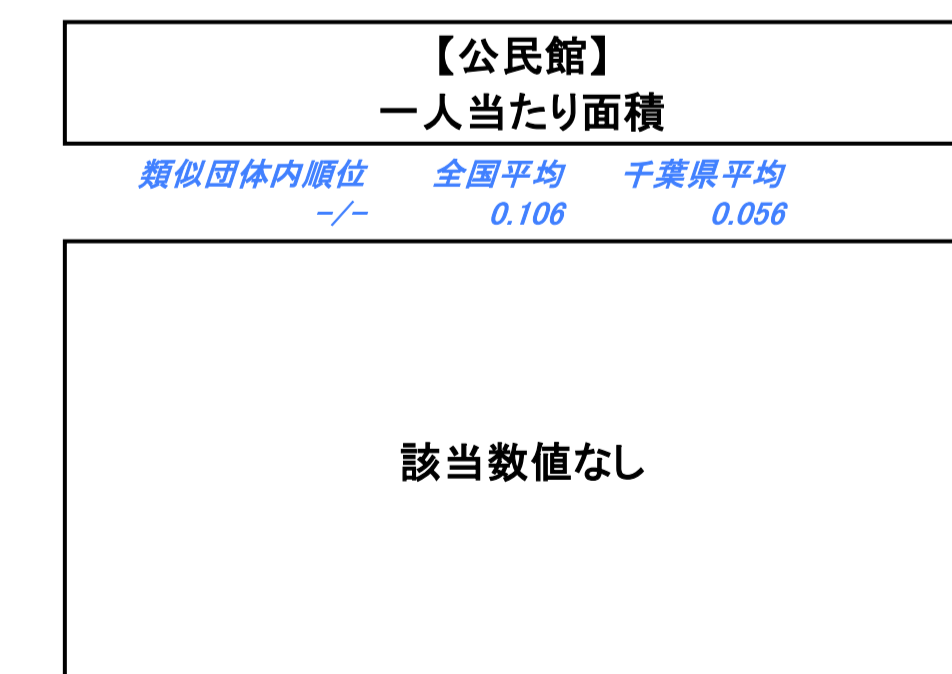 【公民館】
一人当たり面積
類似団体内順位 全国平均 千葉県平均
-/- 0.106 0.056
該当数値なし